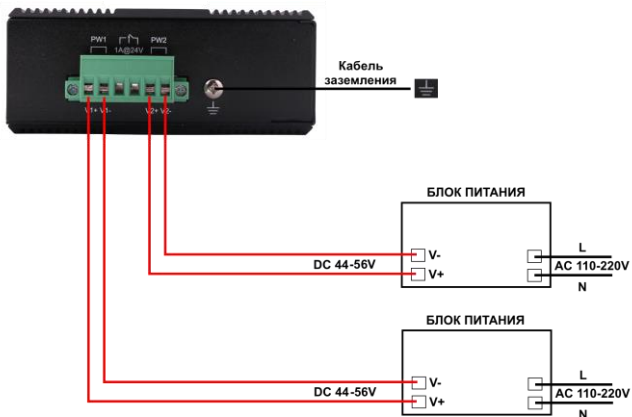 PW1
PW2
1A@24V
V1+ V1-
V2+ V2-
Кабель
заземления
БЛОК ПИТАНИЯ
V-
V+
DC 44-56V
L
AC 110-220V
N
БЛОК ПИТАНИЯ
V-
V+
DC 44-56V
L
AC 110-220V
N